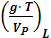 (g · T / V_P)_L